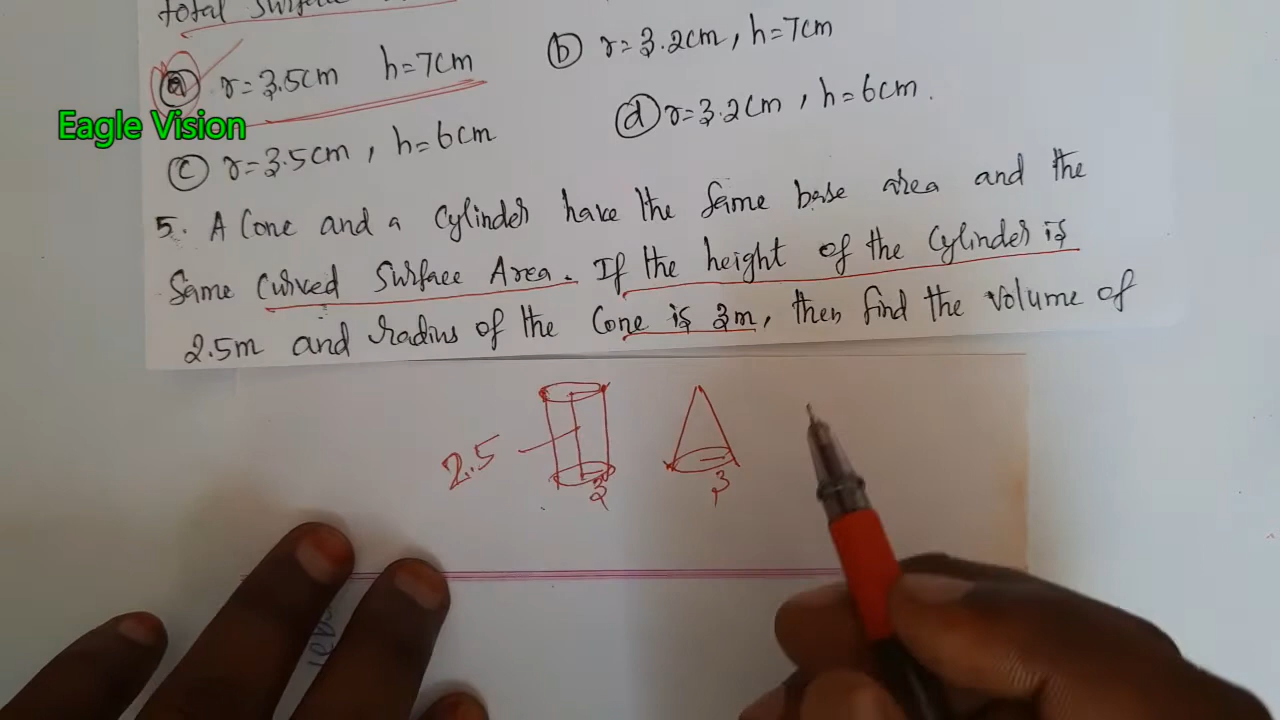 total
ⓐ r=3.5cm h=7cm ⓑ r=3.2cm, h=7cm
Eagle Vision
ⓒ r=3.5cm, h=6cm ⓓ r=3.2cm, h=6cm.
5. A Cone and a Cylinder have the Same base area and the
Same Curved Surface Area. If the height of the Cylinder is
2.5m and radius of the Cone is 3m, then find the Volume of
2.5 3 3